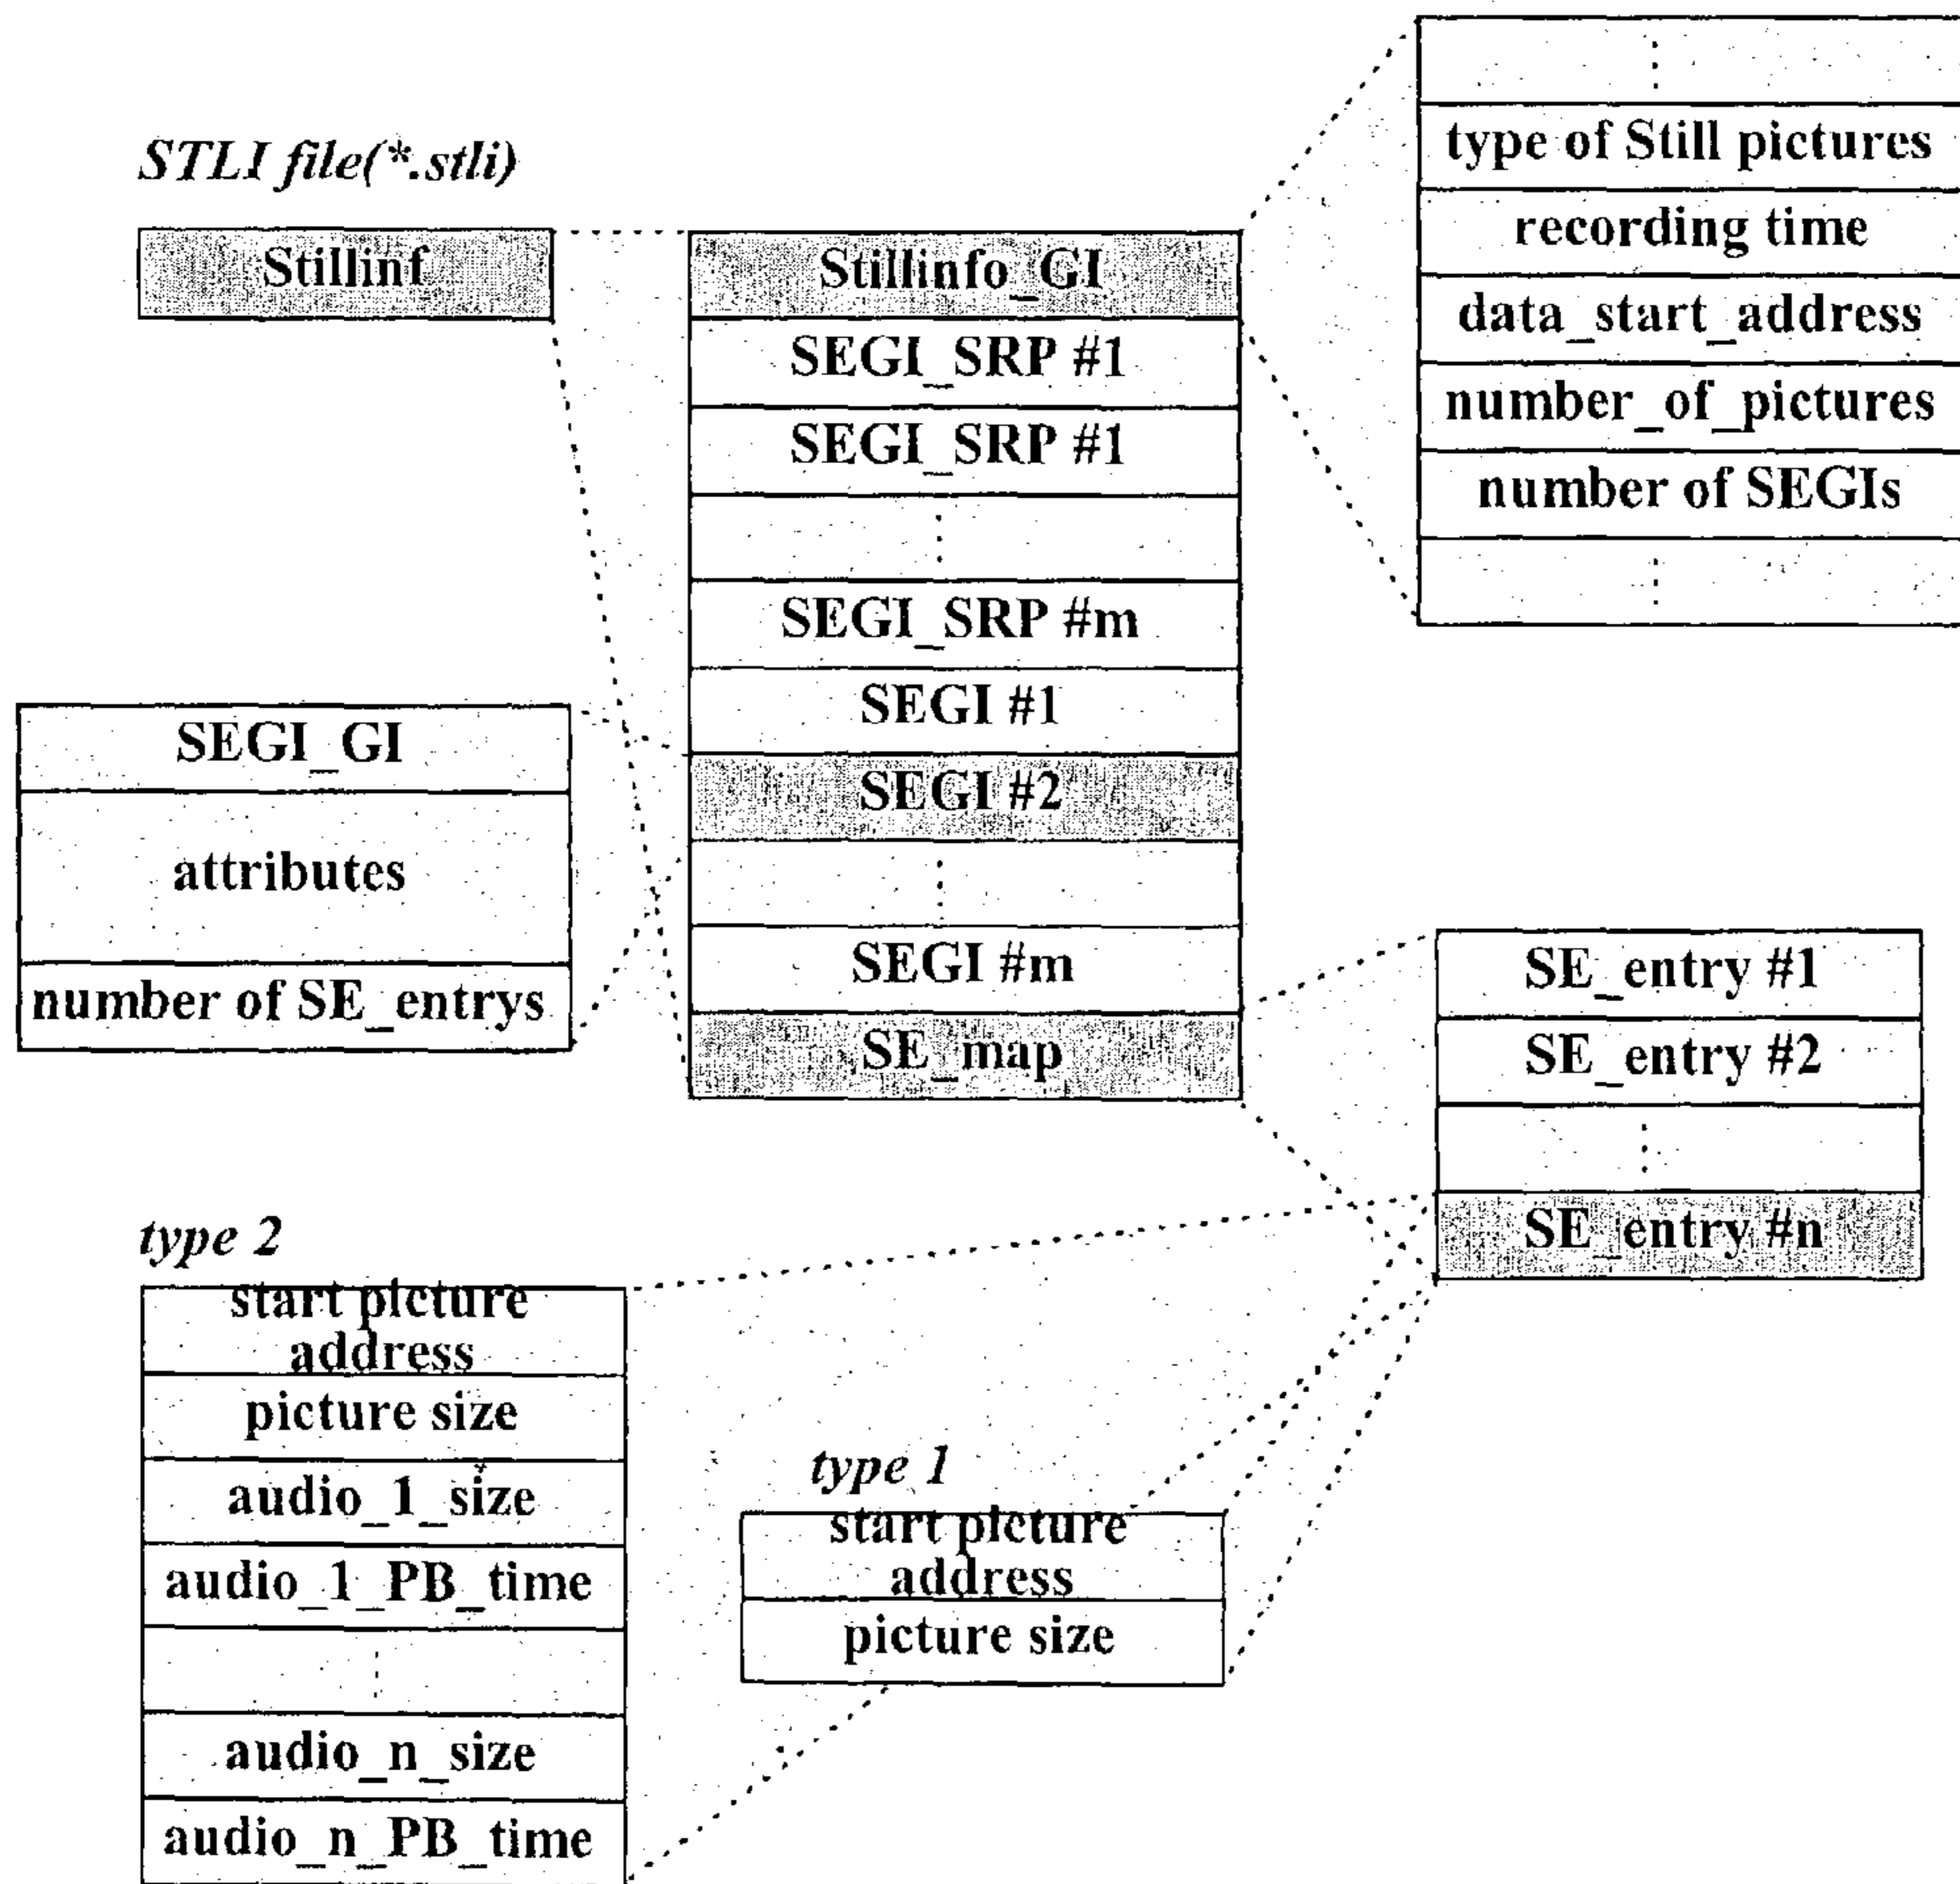 STLI file(*.stli)
Stillinf
Stillinfo_GI
SEGI_SRP #1
SEGI_SRP #1
SEGI_SRP #m
SEGI #1
SEGI #2
SEGI #m
SE_map
type of Still pictures
recording time
data_start_address
number_of_pictures
number of SEGIs
SEGI_GI
attributes
number of SE_entrys
SE_entry #1
SE_entry #2
SE_entry #n
type 2
start picture
address
picture size
audio_1_size
audio_1_PB_time
audio_n_size
audio_n_PB_time
type 1
start picture
address
picture size